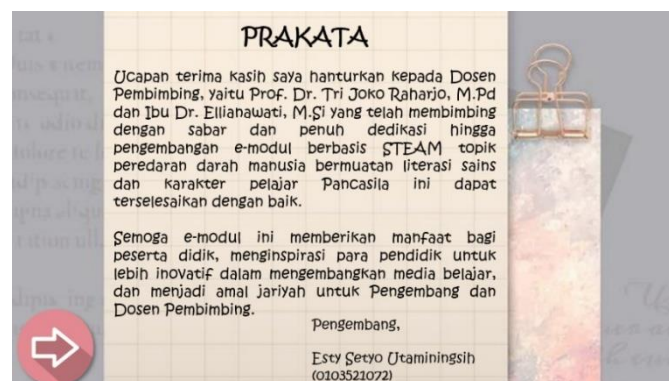 PRAKATA
Ucapan terima kasih saya hanturkan kepada Dosen
Pembimbing, yaitu Prof. Dr. Tri Joko Raharjo, M.Pd
dan Ibu Dr. Ellianawati, M.Si yang telah membimbing
dengan sabar dan penuh dedikasi hingga
pengembangan e-modul berbasis STEAM topik
peredaran darah manusia bermuatan literasi sains
dan karakter pelajar Pancasila ini dapat
terselesaikan dengan baik.
Semoga e-modul ini memberikan manfaat bagi
peserta didik, menginspirasi para pendidik untuk
lebih inovatif dalam mengembangkan media belajar,
dan menjadi amal jariyah untuk Pengembang dan
Dosen Pembimbing.
Pengembang,
Esty Setyo Utaminingsih
(0103521072)